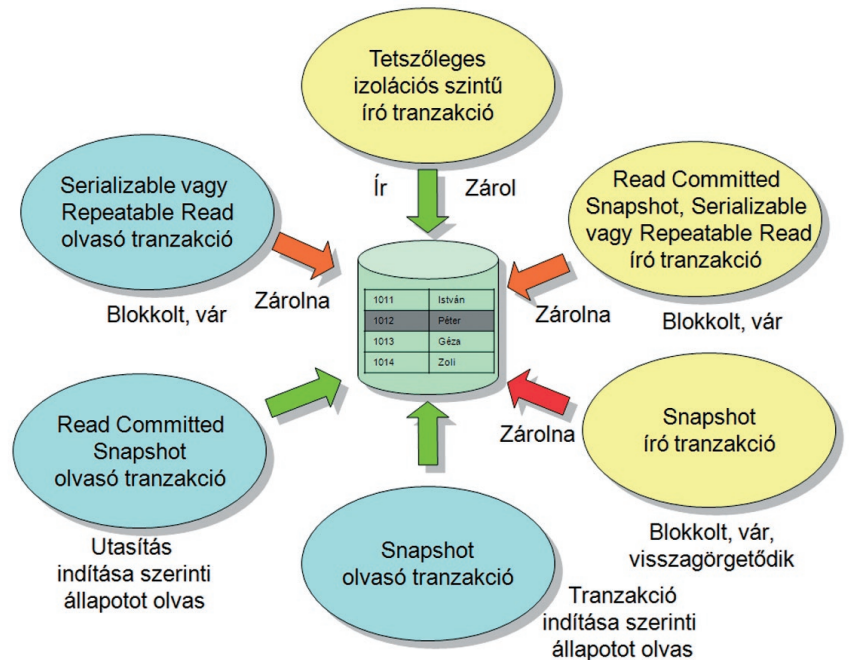 Tetszőleges
izolációs szintű
író tranzakció
Ír
Zárol
Serializable vagy
Repeatable Read
olvasó tranzakció
Zárolna
Blokkolt, vár
Read Committed
Snapshot, Serializable
vagy Repeatable Read
író tranzakció
Zárolna
Blokkolt, vár
1011 István
1012 Péter
1013 Géza
1014 Zoli
Read Committed
Snapshot
olvasó tranzakció
Utasítás
indítása szerinti
állapotot olvas
Snapshot
olvasó tranzakció
Tranzakció
indítása szerinti
állapotot olvas
Zárolna
Snapshot
író tranzakció
Blokkolt, vár,
visszagörgetődik